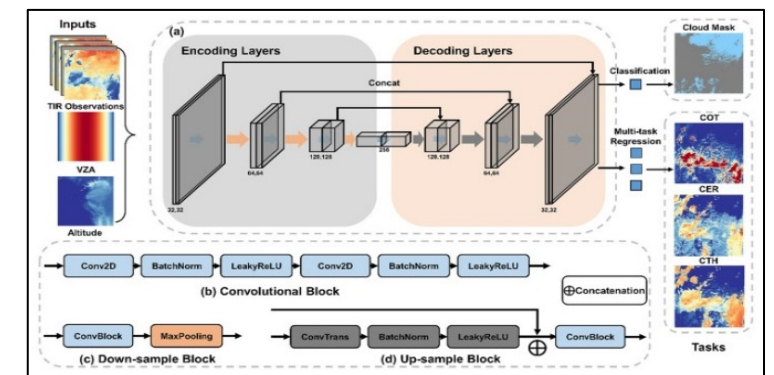 Inputs
TIR Observations
VZA
Altitude
(a)
Encoding Layers
Decoding Layers
Concat
32,32
64,64
128,128
256
128,128
64,64
32,32
Classification
Multi-task
Regression
Cloud Mask
COT
CER
CTH
Tasks
Conv2D
BatchNorm
LeakyReLU
Conv2D
BatchNorm
LeakyReLU
(b) Convolutional Block
⊕Concatenation
ConvBlock
MaxPooling
(c) Down-sample Block
ConvTrans
BatchNorm
LeakyReLU
⊕
ConvBlock
(d) Up-sample Block